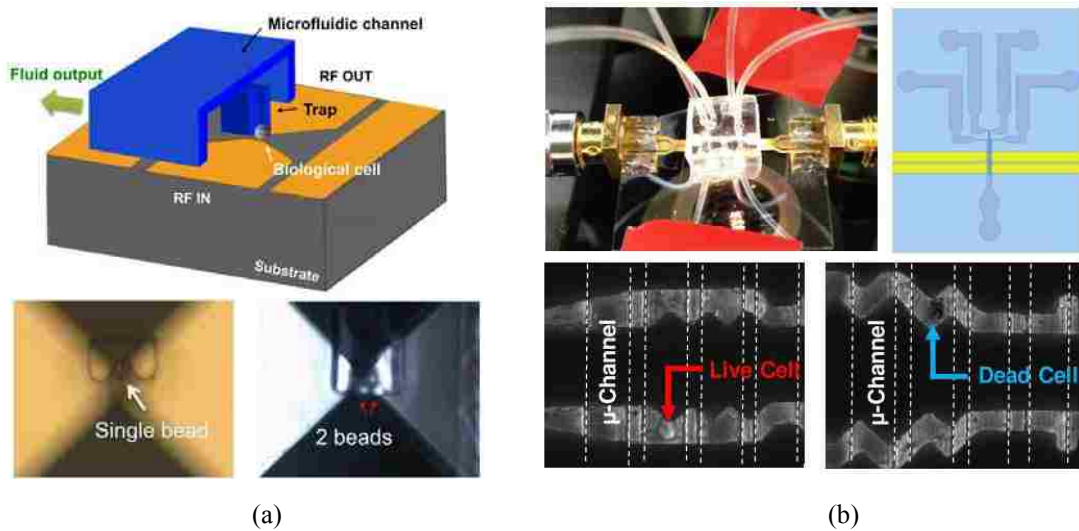 Microfluidic channel
Fluid output
RF OUT
Trap
Biological cell
RF IN
Substrate
Single bead
2 beads
(a)
μ-Channel
Live Cell
μ-Channel
Dead Cell
(b)